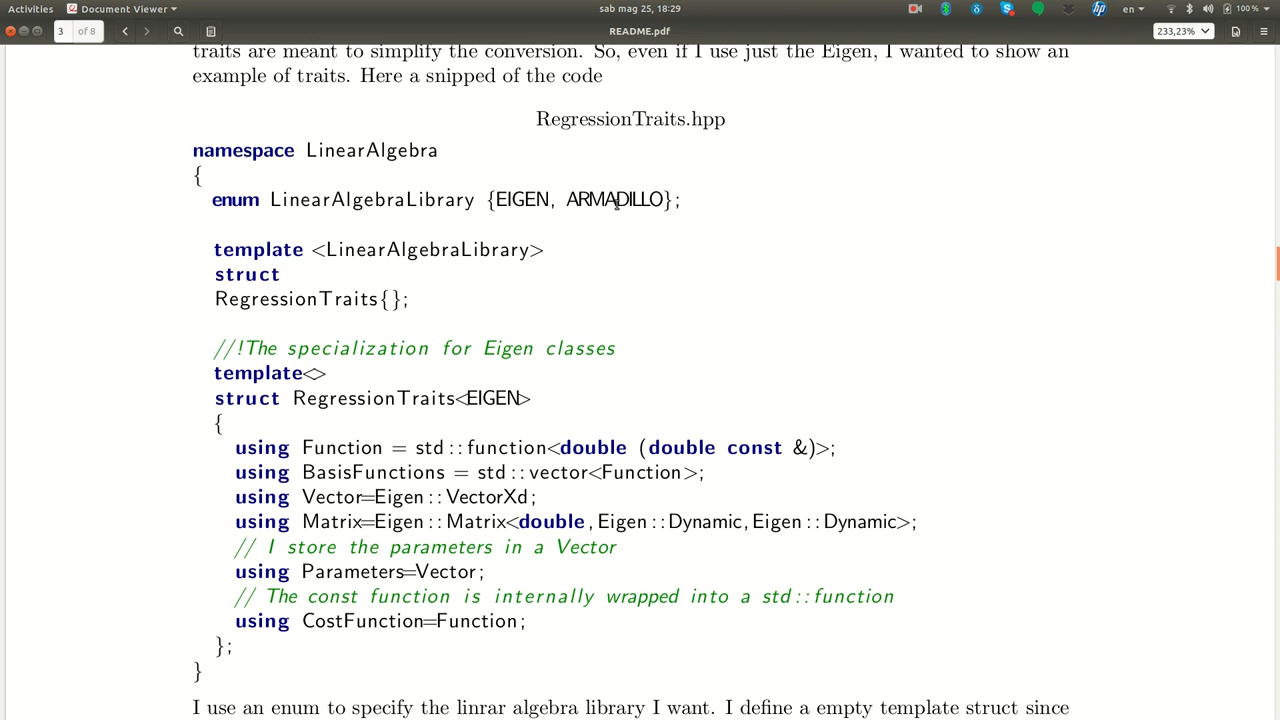 Activities Document Viewer sab mag 25, 18:29 en 100 %
3 of 8 README.pdf 233,23%
traits are meant to simplify the conversion. So, even if I use just the Eigen, I wanted to show an
example of traits. Here a snipped of the code
RegressionTraits.hpp
namespace LinearAlgebra
{
enum LinearAlgebraLibrary {EIGEN, ARMADILLO};
template <LinearAlgebraLibrary>
struct
RegressionTraits{};
//!The specialization for Eigen classes
template<>
struct RegressionTraits<EIGEN>
{
using Function = std::function<double (double const &)>;
using BasisFunctions = std::vector<Function>;
using Vector=Eigen::VectorXd;
using Matrix=Eigen::Matrix<double,Eigen::Dynamic,Eigen::Dynamic>;
// I store the parameters in a Vector
using Parameters=Vector;
// The const function is internally wrapped into a std::function
using CostFunction=Function;
};
}
I use an enum to specify the linrar algebra library I want. I define a empty template struct since